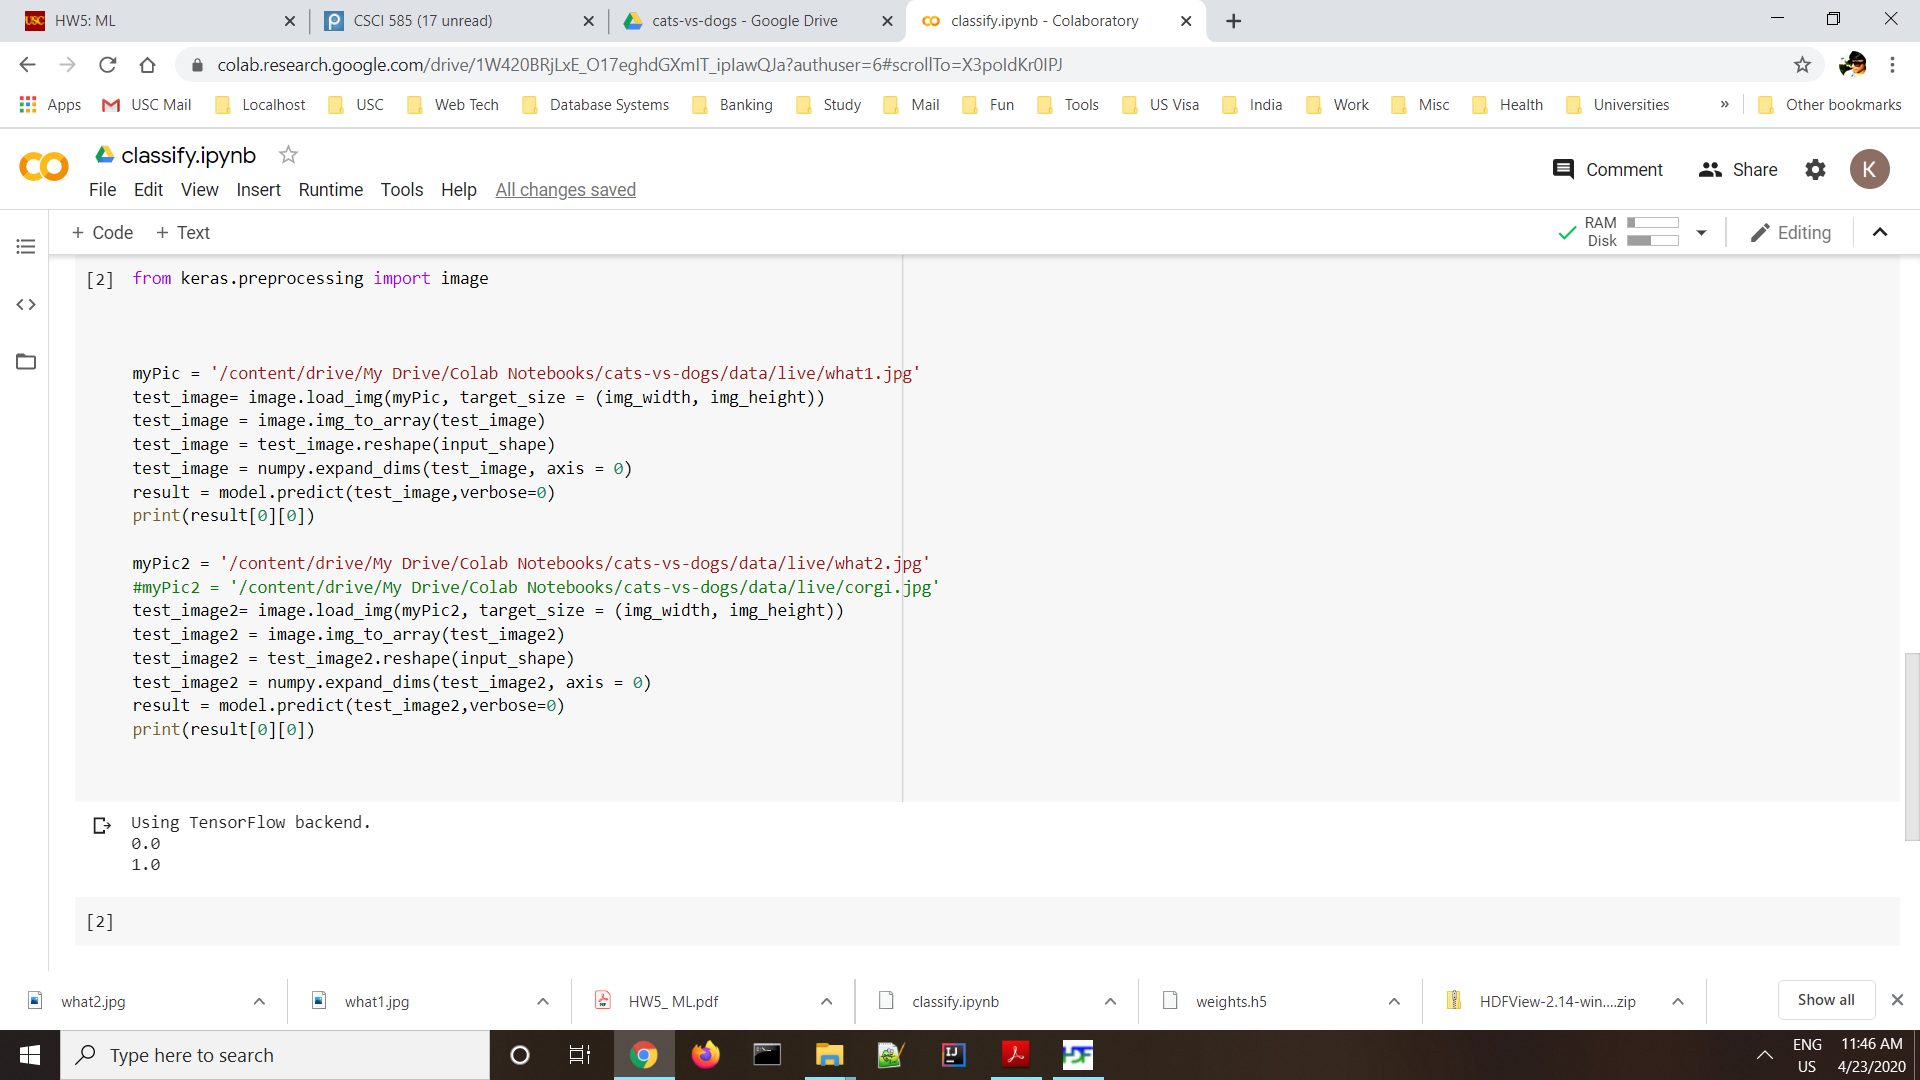 HW5: ML
CSCI 585 (17 unread)
cats-vs-dogs - Google Drive
classify.ipynb - Colaboratory
colab.research.google.com/drive/1W420BRjLxE_O17eghdGXmIT_ipIawQJa?authuser=6#scrollTo=X3poIdKr0IPJ
Apps USC Mail Localhost USC Web Tech Database Systems Banking Study Mail Fun Tools US Visa India Work Misc Health Universities » Other bookmarks
classify.ipynb
Comment Share K
File Edit View Insert Runtime Tools Help All changes saved
+ Code + Text
RAM
Disk
Editing
[2] from keras.preprocessing import image
myPic = '/content/drive/My Drive/Colab Notebooks/cats-vs-dogs/data/live/what1.jpg'
test_image= image.load_img(myPic, target_size = (img_width, img_height))
test_image = image.img_to_array(test_image)
test_image = test_image.reshape(input_shape)
test_image = numpy.expand_dims(test_image, axis = 0)
result = model.predict(test_image,verbose=0)
print(result[0][0])
myPic2 = '/content/drive/My Drive/Colab Notebooks/cats-vs-dogs/data/live/what2.jpg'
#myPic2 = '/content/drive/My Drive/Colab Notebooks/cats-vs-dogs/data/live/corgi.jpg'
test_image2= image.load_img(myPic2, target_size = (img_width, img_height))
test_image2 = image.img_to_array(test_image2)
test_image2 = test_image2.reshape(input_shape)
test_image2 = numpy.expand_dims(test_image2, axis = 0)
result = model.predict(test_image2,verbose=0)
print(result[0][0])
Using TensorFlow backend.
0.0
1.0
[2]
what2.jpg what1.jpg HW5_ ML.pdf classify.ipynb weights.h5 HDFView-2.14-win....zip Show all
Type here to search
ENG 11:46 AM
US 4/23/2020